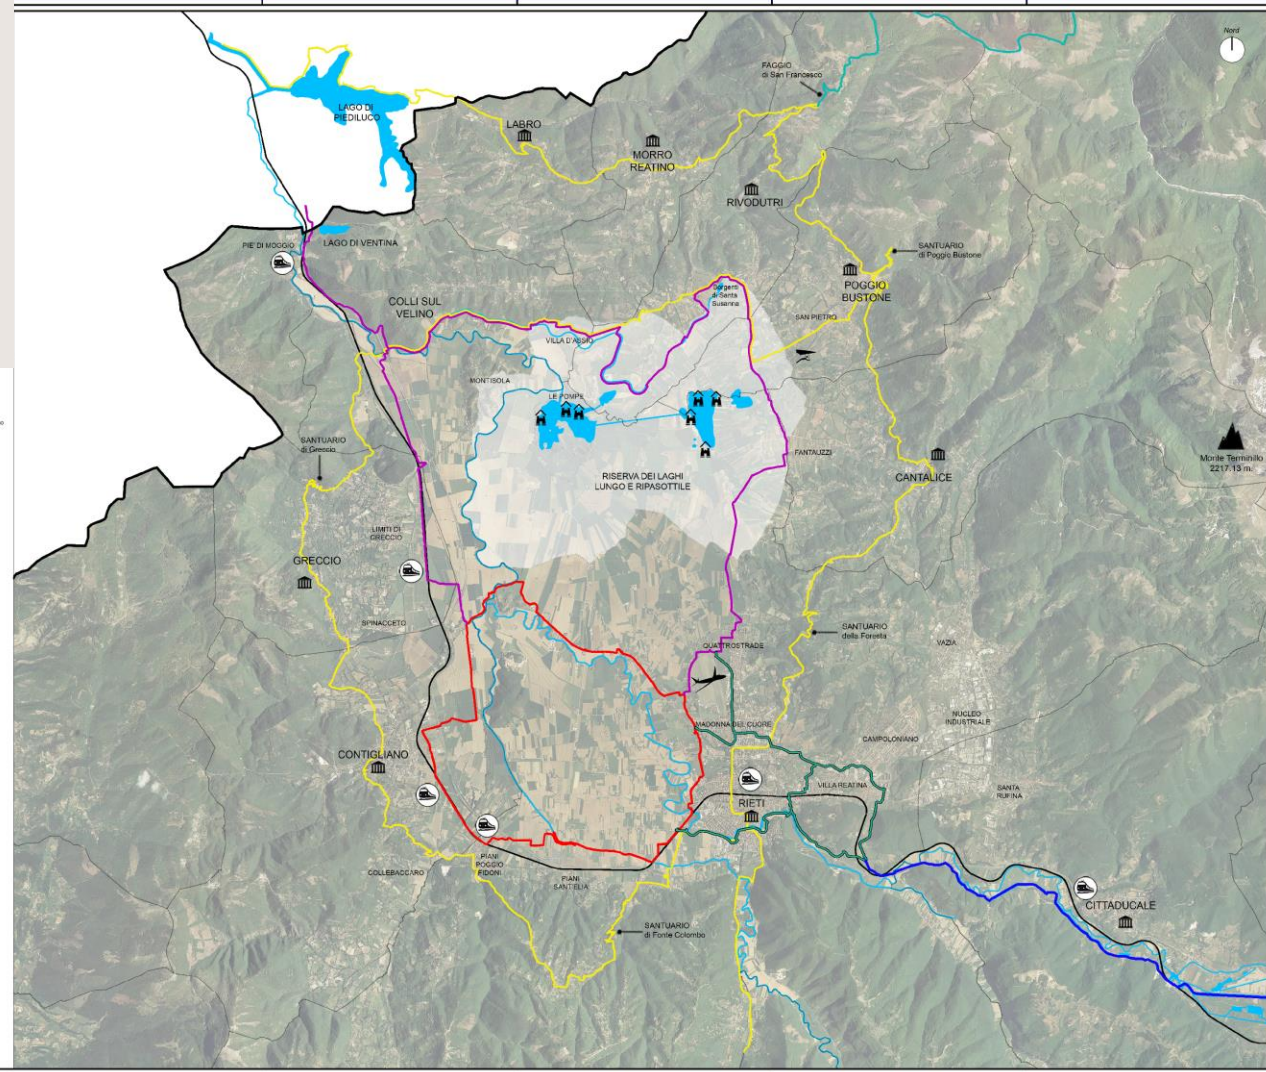 Nord
FAGGIO
di San Francesco
LAGO DI
PIEDILUCO
LABRO
MORRO
REATINO
RIVODUTRI
PIE' DI MOGGIO
LAGO DI VENTINA
SANTUARIO
di Poggio Bustone
POGGIO
BUSTONE
COLLI SUL
VELINO
Sorgenti
di Santa
Susanna
SAN PIETRO
VILLA D'ASSIO
MONTISOLA
LE POMPE
SANTUARIO
di Greccio
FANTAUZZI
CANTALICE
Monte Terminillo
2217.13 m.
RISERVA DEI LAGHI
LUNGO E RIPASOTTILE
LIMITI DI
GRECCIO
GRECCIO
SPINACCETO
SANTUARIO
della Foresta
QUATTROSTRADE
VAZIA
NUCLEO
INDUSTRIALE
MADONNA DEL CUORE
CAMPOLONIANO
CONTIGLIANO
VILLA REATINA
SANTA
RUFINA
RIETI
COLLEBACCARO
PIANI
POGGIO
FIDONI
PIANI
SANT'ELIA
SANTUARIO
di Fonte Colombo
CITTADUCALE